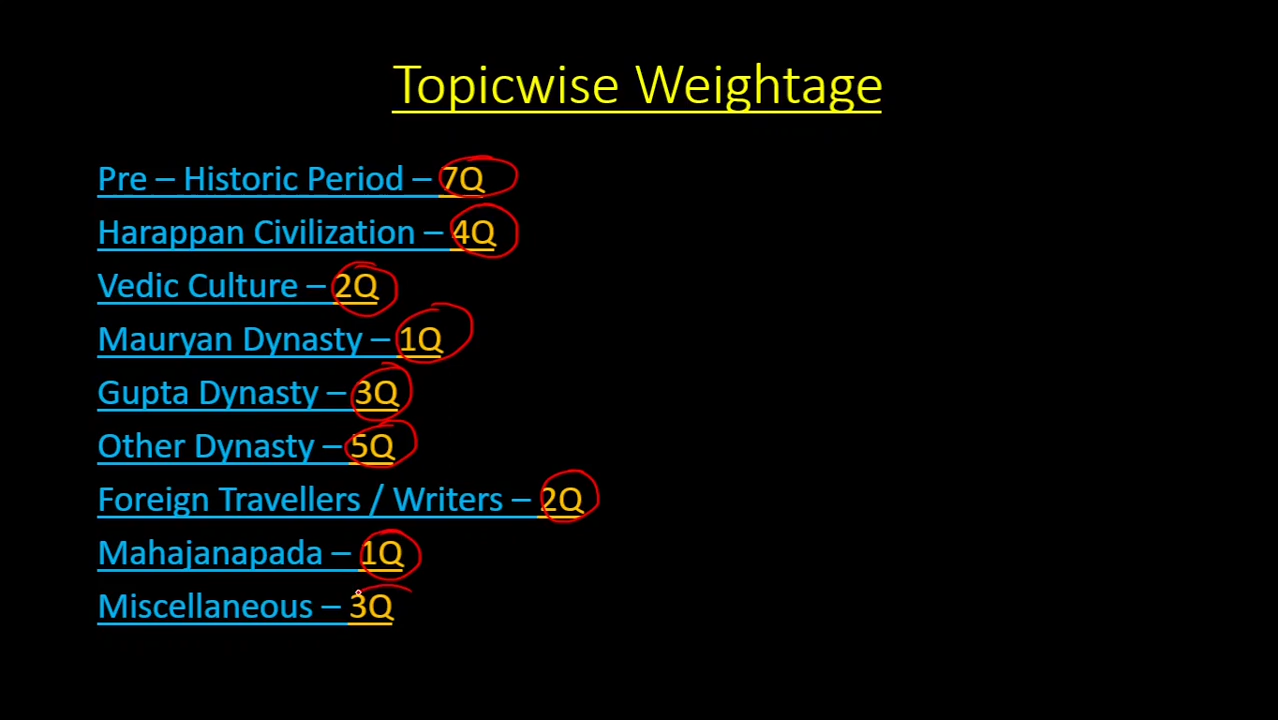 Topicwise Weightage
Pre – Historic Period – 7Q
Harappan Civilization – 4Q
Vedic Culture – 2Q
Mauryan Dynasty – 1Q
Gupta Dynasty – 3Q
Other Dynasty – 5Q
Foreign Travellers / Writers – 2Q
Mahajanapada – 1Q
Miscellaneous – 3Q